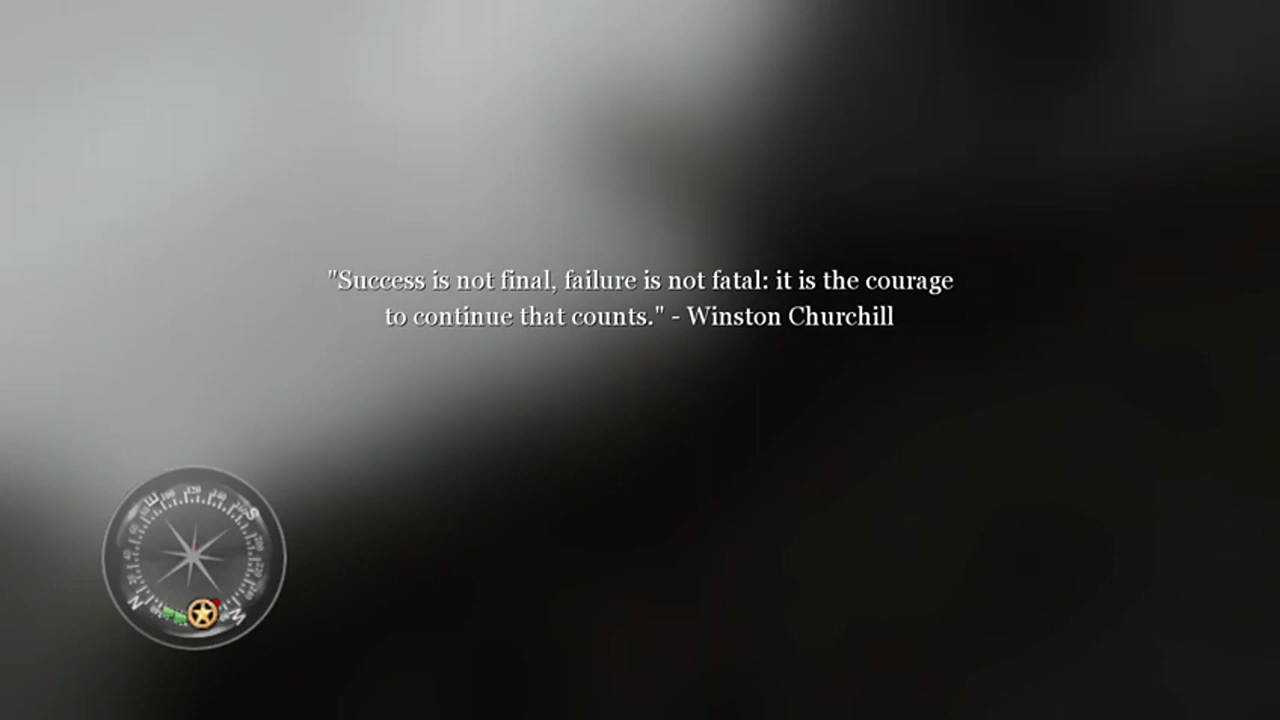 "Success is not final, failure is not fatal: it is the courage
to continue that counts." - Winston Churchill
E
S
N
W